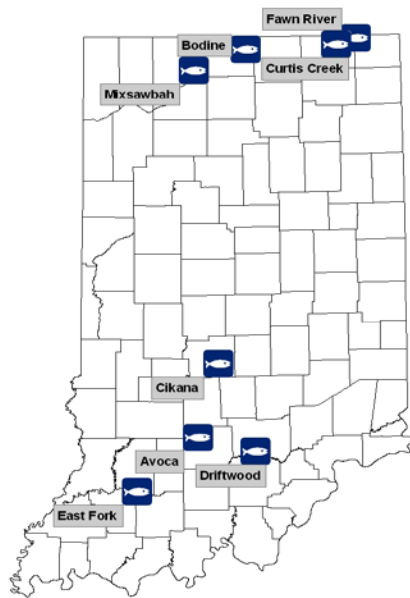 Fawn River
Bodine
Curtis Creek
Mixsawbah
Cikana
Avoca
Driftwood
East Fork